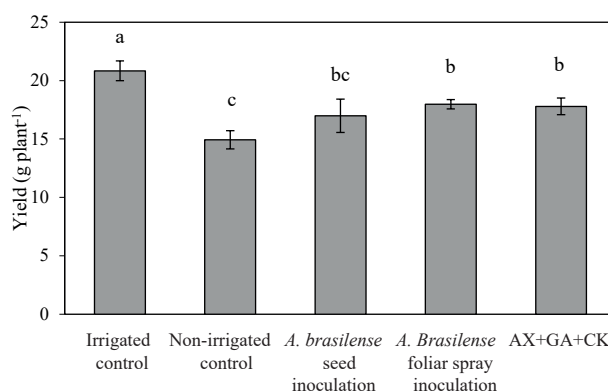 25
20
15
10
5
0
Yield (g plant-1)
a
c
bc
b
b
Irrigated control
Non-irrigated control
A. brasilense seed inoculation
A. Brasilense foliar spray inoculation
AX+GA+CK